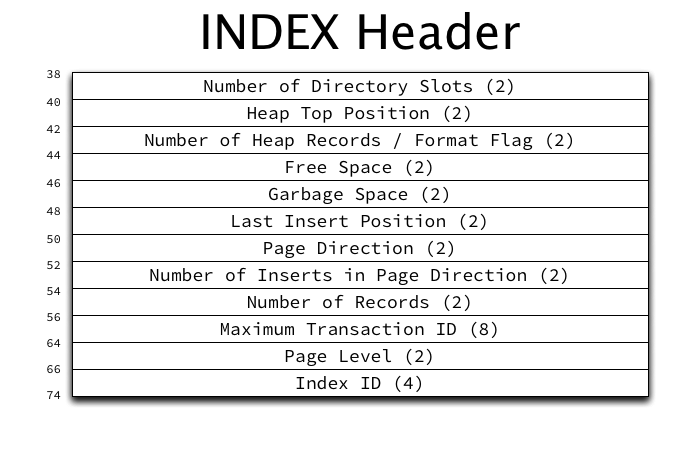 INDEX Header
38
Number of Directory Slots (2)
40
Heap Top Position (2)
42
Number of Heap Records / Format Flag (2)
44
Free Space (2)
46
Garbage Space (2)
48
Last Insert Position (2)
50
Page Direction (2)
52
Number of Inserts in Page Direction (2)
54
Number of Records (2)
56
Maximum Transaction ID (8)
64
Page Level (2)
66
Index ID (4)
74